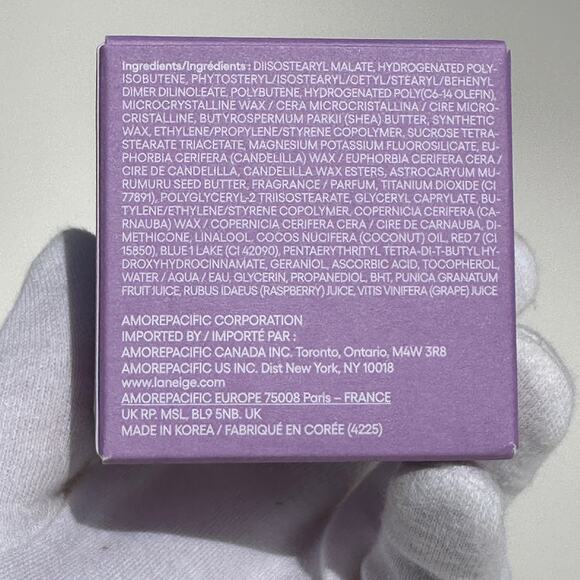 Ingredients/Ingrédients: DIISOSTEARYL MALATE, HYDROGENATED POLY-
ISOBUTENE, PHYTOSTERYL/ISOSTEARYL/CETYL/STEARYL/BEHENYL
DIMER DILINOLEATE, POLYBUTENE, HYDROGENATED POLY(C6-14 OLEFIN),
MICROCRYSTALLINE WAX / CERA MICROCRISTALLINA / CIRE MICRO-
CRISTALLINE, BUTYROSPERMUM PARKII (SHEA) BUTTER, SYNTHETIC
WAX, ETHYLENE/PROPYLENE/STYRENE COPOLYMER, SUCROSE TETRA-
STEARATE TRIACETATE, MAGNESIUM POTASSIUM FLUOROSILICATE, EU-
PHORBIA CERIFERA (CANDELILLA) WAX / EUPHORBIA CERIFERA CERA /
CIRE DE CANDELILLA, CANDELILLA WAX ESTERS, ASTROCARYUM MU-
RUMURU SEED BUTTER, FRAGRANCE / PARFUM, TITANIUM DIOXIDE (CI
77891), POLYGLYCERYL-2 TRIISOSTEARATE, GLYCERYL CAPRYLATE, BU-
TYLENE/ETHYLENE/STYRENE COPOLYMER, COPERNICIA CERIFERA (CA-
RNAUBA) WAX / COPERNICIA CERIFERA CERA / CIRE DE CARNAUBA, DI-
METHICONE, LINALOOL, COCOS NUCIFERA (COCONUT) OIL, RED 7 (CI
15850), BLUE 1 LAKE (CI 42090), PENTAERYTHRITYL TETRA-DI-T-BUTYL HY-
DROXYHYDROCINNAMATE, GERANIOL, ASCORBIC ACID, TOCOPHEROL,
WATER / AQUA / EAU, GLYCERIN, PROPANEDIOL, BHT, PUNICA GRANATUM
FRUIT JUICE, RUBUS IDAEUS (RASPBERRY) JUICE, VITIS VINIFERA (GRAPE) JUICE
AMOREPACIFIC CORPORATION
IMPORTED BY / IMPORTÉ PAR :
AMOREPACIFIC CANADA INC. Toronto, Ontario, M4W 3R8
AMOREPACIFIC US INC. Dist New York, NY 10018
www.laneige.com
AMOREPACIFIC EUROPE 75008 Paris – FRANCE
UK RP. MSL, BL9 5NB. UK
MADE IN KOREA / FABRIQUÉ EN CORÉE (4225)